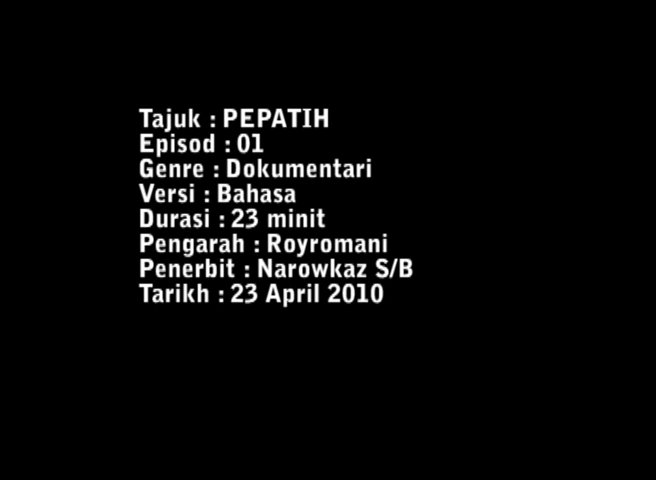 Tajuk : PEPATIH
Episod : 01
Genre : Dokumentari
Versi : Bahasa
Durasi : 23 minit
Pengarah : Royromani
Penerbit : Narowkaz S/B
Tarikh : 23 April 2010